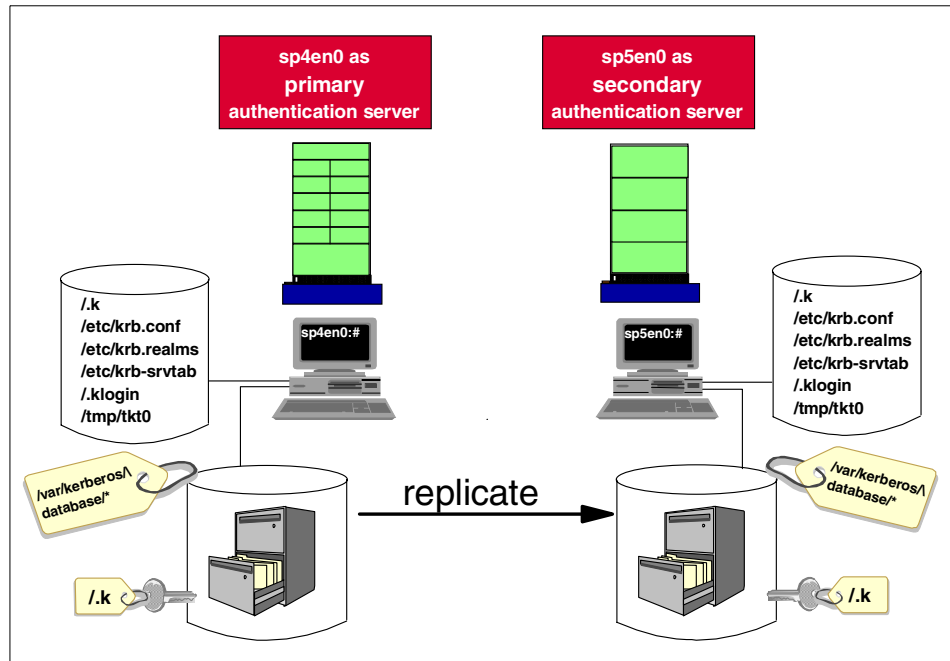 sp4en0 as
primary
authentication server
sp5en0 as
secondary
authentication server
/.k
/etc/krb.conf
/etc/krb.realms
/etc/krb-srvtab
/.klogin
/tmp/tkt0
sp4en0:#
sp5en0:#
/.k
/etc/krb.conf
/etc/krb.realms
/etc/krb-srvtab
/.klogin
/tmp/tkt0
/var/kerberos/\
database/*
replicate
/var/kerberos/\
database/*
/.k
/.k